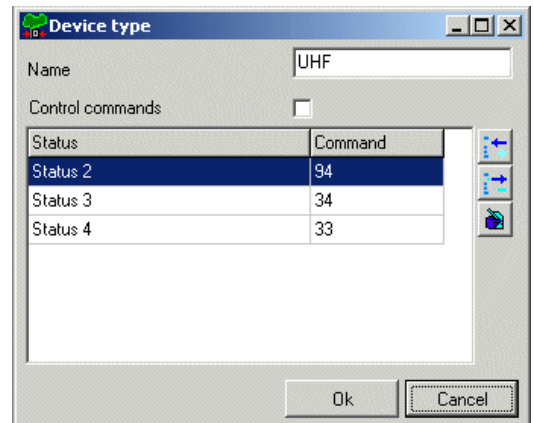 Device type
Name UHF
Control commands
Status Command
Status 2 94
Status 3 34
Status 4 33
Ok Cancel